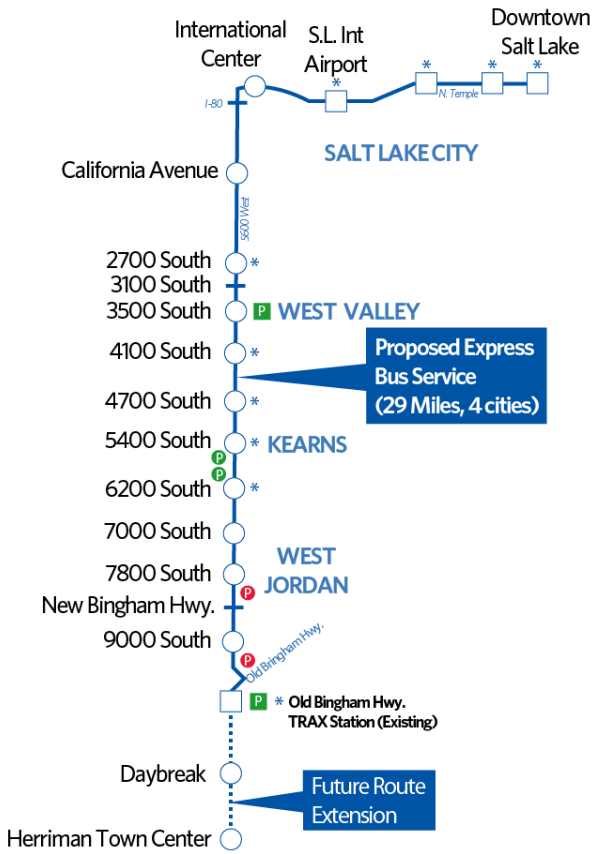 Downtown
Salt Lake
International
Center
S.L. Int
Airport
*
*
*
*
I-80
N. Temple
SALT LAKE CITY
California Avenue
5600 West
2700 South
*
3100 South
3500 South
P
WEST VALLEY
4100 South
*
Proposed Express
Bus Service
(29 Miles, 4 cities)
4700 South
*
5400 South
*
KEARNS
P
P
6200 South
*
7000 South
WEST
JORDAN
7800 South
P
New Bingham Hwy.
9000 South
P
Old Bringham Hwy.
P
* Old Bingham Hwy.
TRAX Station (Existing)
Daybreak
Future Route
Extension
Herriman Town Center